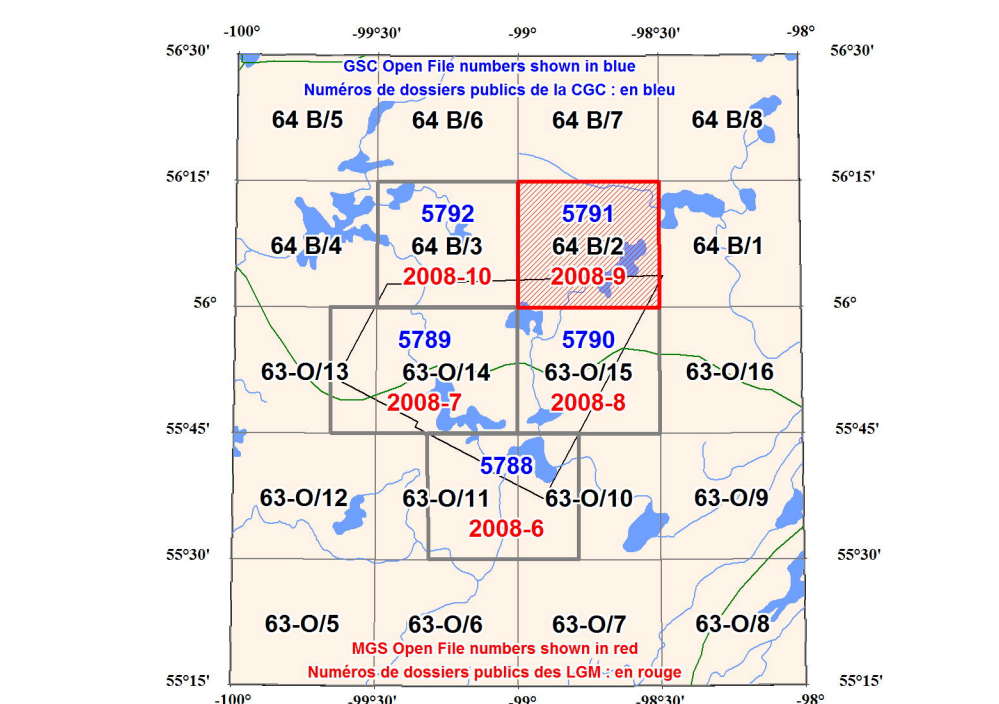 -100° -99°30' -99° -98°30' -98°
56°30' 56°30'
GSC Open File numbers shown in blue
Numéros de dossiers publics de la CGC : en bleu
64 B/5 64 B/6 64 B/7 64 B/8
56°15' 56°15'
5792 5791
64 B/4 64 B/3 64 B/2 64 B/1
2008-10 2008-9
56° 56°
5789 5790
63-O/13 63-O/14 63-O/15 63-O/16
2008-7 2008-8
55°45' 55°45'
5788
63-O/12 63-O/11 63-O/10 63-O/9
2008-6
55°30' 55°30'
63-O/5 63-O/6 63-O/7 63-O/8
MGS Open File numbers shown in red
Numéros de dossiers publics des LGM : en rouge
55°15' 55°15'
-100° -99°30' -99° -98°30' -98°